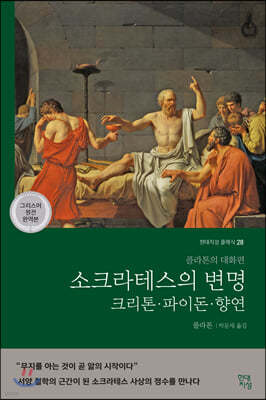 그리스어
원전
완역본
현대지성 클래식 28
플라톤의 대화편
소크라테스의 변명
크리톤·파이돈·향연
플라톤 | 박문재 옮김
"무지를 아는 것이 곧 앎의 시작이다"
서양 철학의 근간이 된 소크라테스 사상의 정수를 만나다
현대
지성